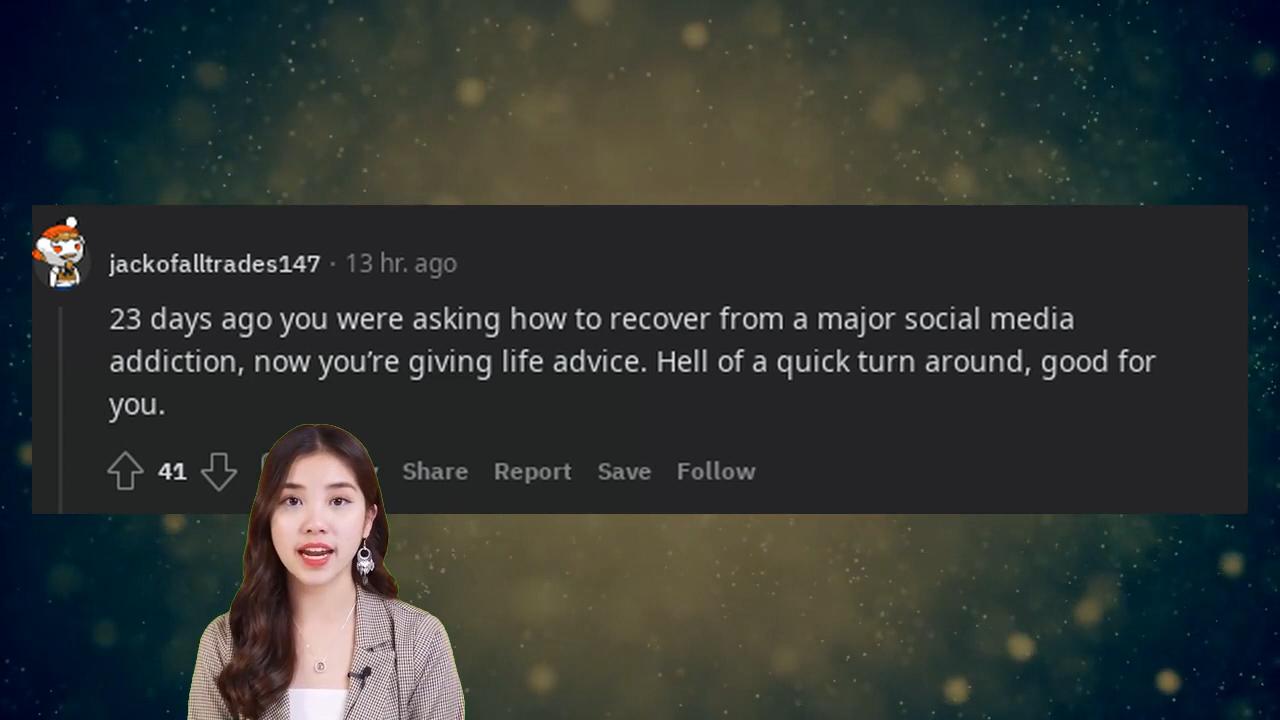 jackofalltrades147 · 13 hr. ago
23 days ago you were asking how to recover from a major social media
addiction, now you’re giving life advice. Hell of a quick turn around, good for
you.
41 Share Report Save Follow